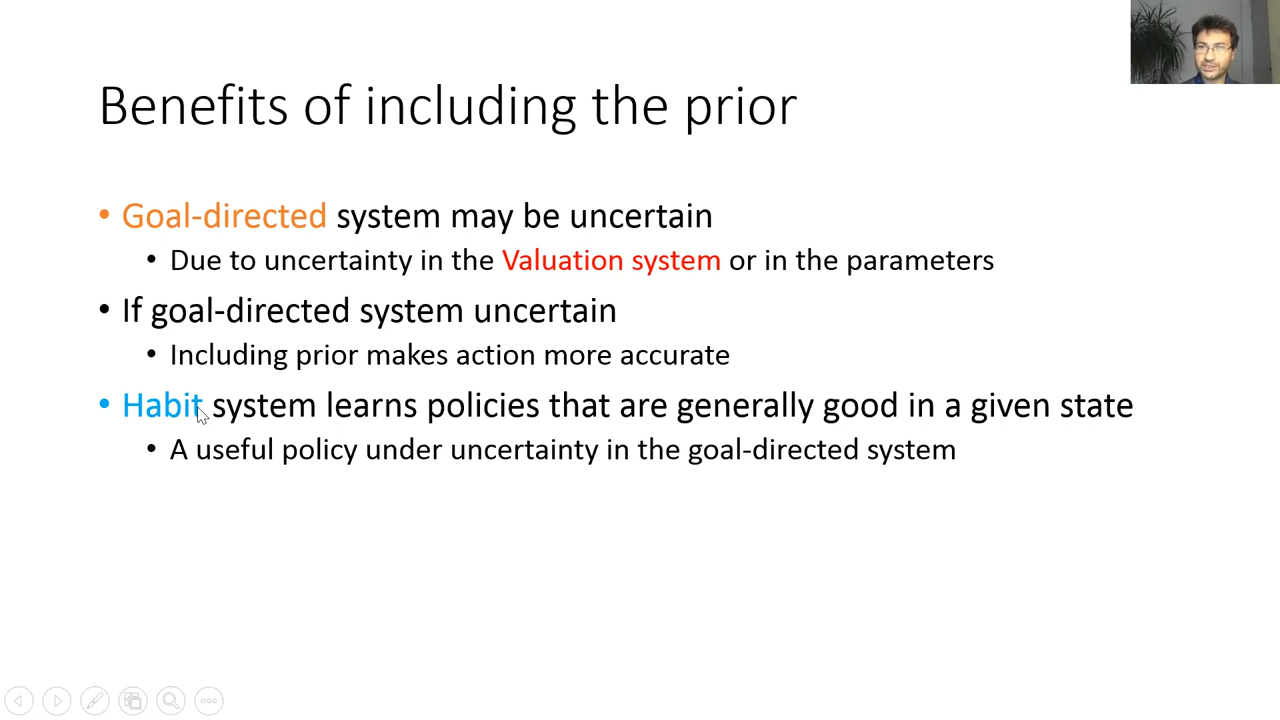 Benefits of including the prior
• Goal-directed system may be uncertain
• Due to uncertainty in the Valuation system or in the parameters
• If goal-directed system uncertain
• Including prior makes action more accurate
• Habit system learns policies that are generally good in a given state
• A useful policy under uncertainty in the goal-directed system